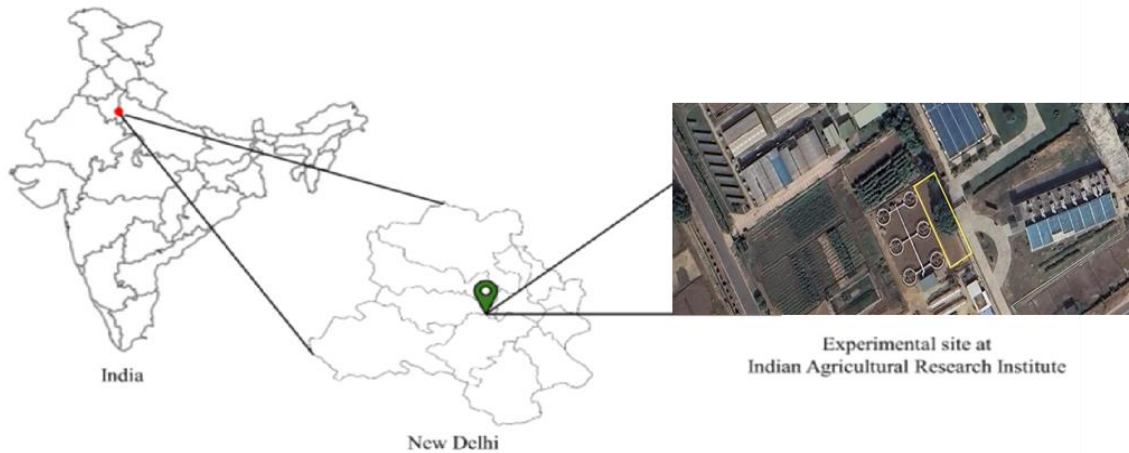 India
New Delhi
Experimental site at
Indian Agricultural Research Institute